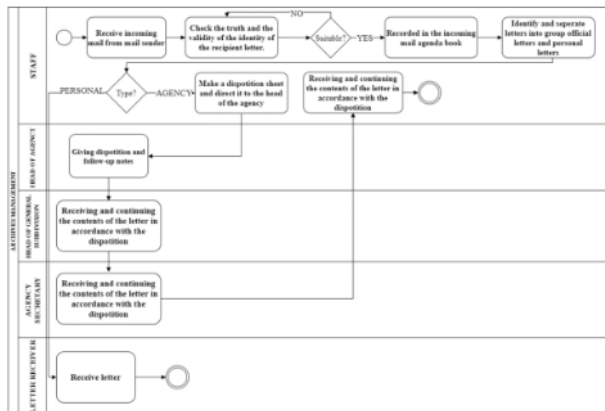 ARCHIVES MANAGEMENT
STAFF
Receive incoming
mail from mail sender
Check the truth and the
validity of the identity of
the recipient letter.
NO
Suitable?
YES
Recorded in the incoming
mail agenda book
Identify and seperate
letters into group official
letters and personal
letters
PERSONAL
Type?
AGENCY
Make a dispotition sheet
and direct it to the head
of the agency
Receiving and continuing
the contents of the letter in
accordance with the
dispotition
HEAD OF AGENCY
Giving dispotition and
follow-up notes
HEAD OF GENERAL
SUBDIVISION
Receiving and continuing
the contents of the letter in
accordance with the
dispotition
AGENCY
SECRETARY
Receiving and continuing
the contents of the letter in
accordance with the
dispotition
LETTER RECEIVER
Receive letter